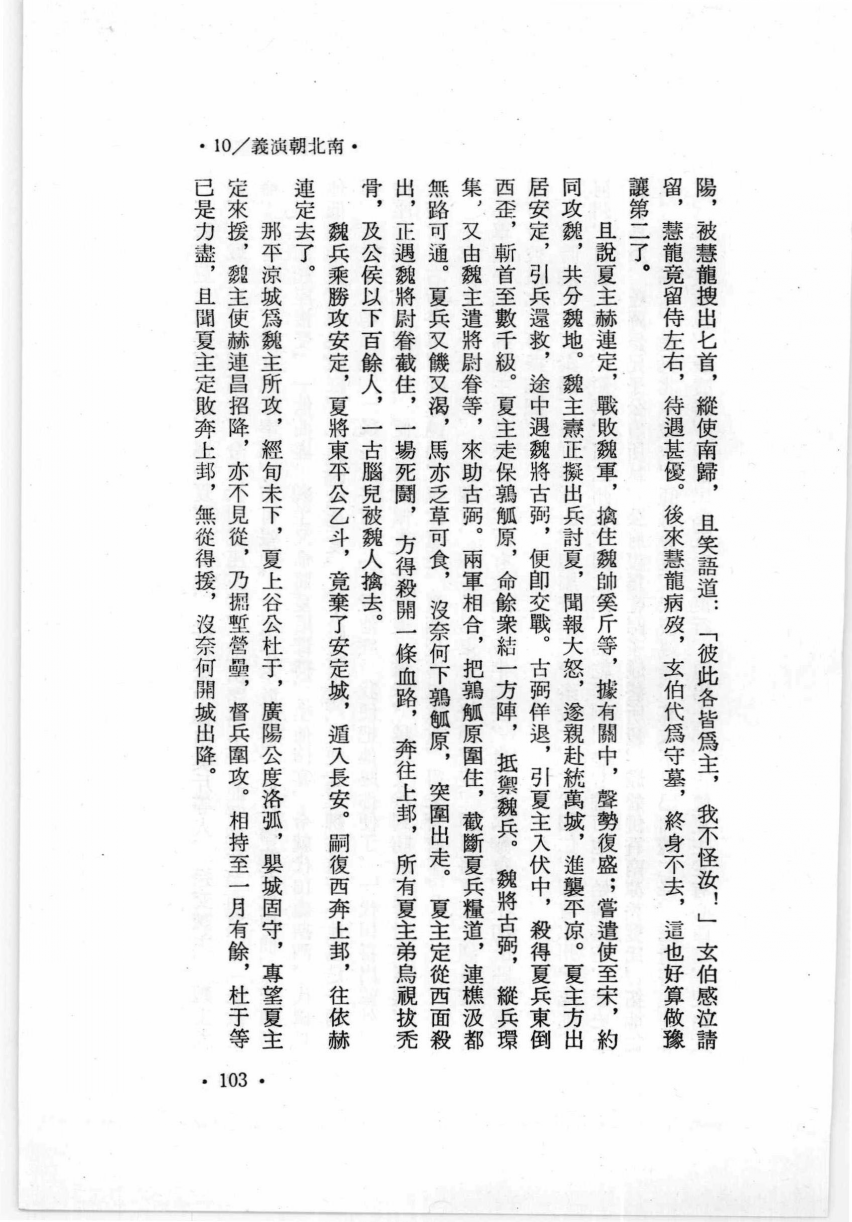 ·南北朝演義／10·
陽，被慧龍搜出匕首，縱使南歸，且笑語道：「彼此各皆爲主，我不怪汝！」玄伯感泣請
留，慧龍竟留侍左右，待遇甚優。後來慧龍病歿，玄伯代爲守墓，終身不去，這也好算做豫
讓第二了。
且說夏主赫連定，戰敗魏軍，擒住魏帥奚斤等，據有關中，聲勢復盛；嘗遣使至宋，約
同攻魏，共分魏地。魏主燾正擬出兵討夏，聞報大怒，遂親赴統萬城，進襲平涼。夏主方出
居安定，引兵還救，途中遇魏將古弼，便卽交戰。古弼佯退，引夏主入伏中，殺得夏兵東倒
西歪，斬首至數千級。夏主走保鶉觚原，命餘衆結一方陣，抵禦魏兵。魏將古弼，縱兵環
集，又由魏主遣將尉眷等，來助古弼。兩軍相合，把鶉觚原圍住，截斷夏兵糧道，連樵汲都
無路可通。夏兵又饑又渴，馬亦乏草可食，沒奈何下鶉觚原，突圍出走。夏主定從西面殺
出，正遇魏將尉眷截住，一場死鬪，方得殺開一條血路，奔往上邽，所有夏主弟烏視拔禿
骨，及公侯以下百餘人，一古腦兒被魏人擒去。
魏兵乘勝攻安定，夏將東平公乙斗，竟棄了安定城，遁入長安。嗣復西奔上邽，往依赫
連定去了。
那平涼城爲魏主所攻，經旬未下，夏上谷公杜于，廣陽公度洛弧，嬰城固守，專望夏主
定來援，魏主使赫連昌招降，亦不見從，乃掘塹營壘，督兵圍攻。相持至一月有餘，杜于等
已是力盡，且聞夏主定敗奔上邽，無從得援，沒奈何開城出降。
·103·